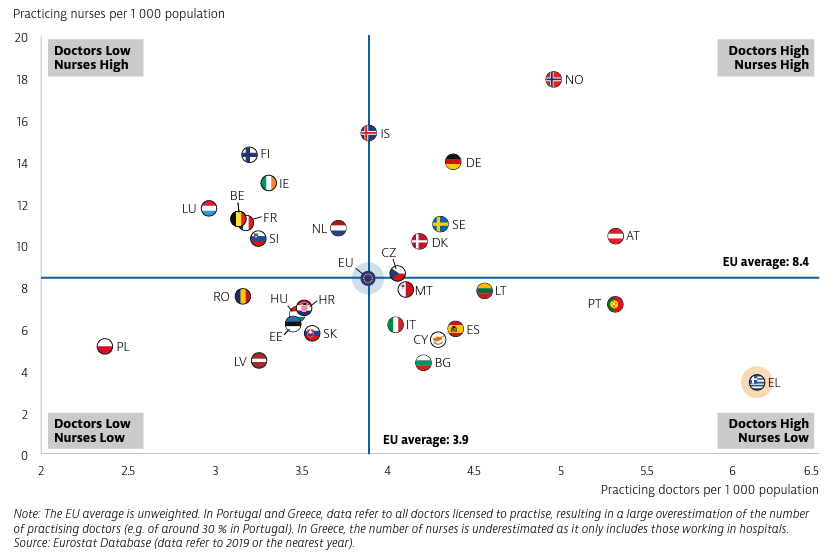 Practicing nurses per 1 000 population
20
Doctors Low
Nurses High
Doctors High
Nurses High
18
NO
16
IS
14
FI
DE
IE
12
BE
LU
FR
NL
SE
SI
DK
AT
10
CZ
EU
EU average: 8.4
8
RO
HU
HR
MT
LT
PT
6
EE
SK
IT
CY
ES
PL
LV
BG
4
EL
2
Doctors Low
Nurses Low
Doctors High
Nurses Low
EU average: 3.9
0
2 2.5 3 3.5 4 4.5 5 5.5 6 6.5
Practicing doctors per 1 000 population
Note: The EU average is unweighted. In Portugal and Greece, data refer to all doctors licensed to practise, resulting in a large overestimation of the number
of practising doctors (e.g. of around 30 % in Portugal). In Greece, the number of nurses is underestimated as it only includes those working in hospitals.
Source: Eurostat Database (data refer to 2019 or the nearest year).